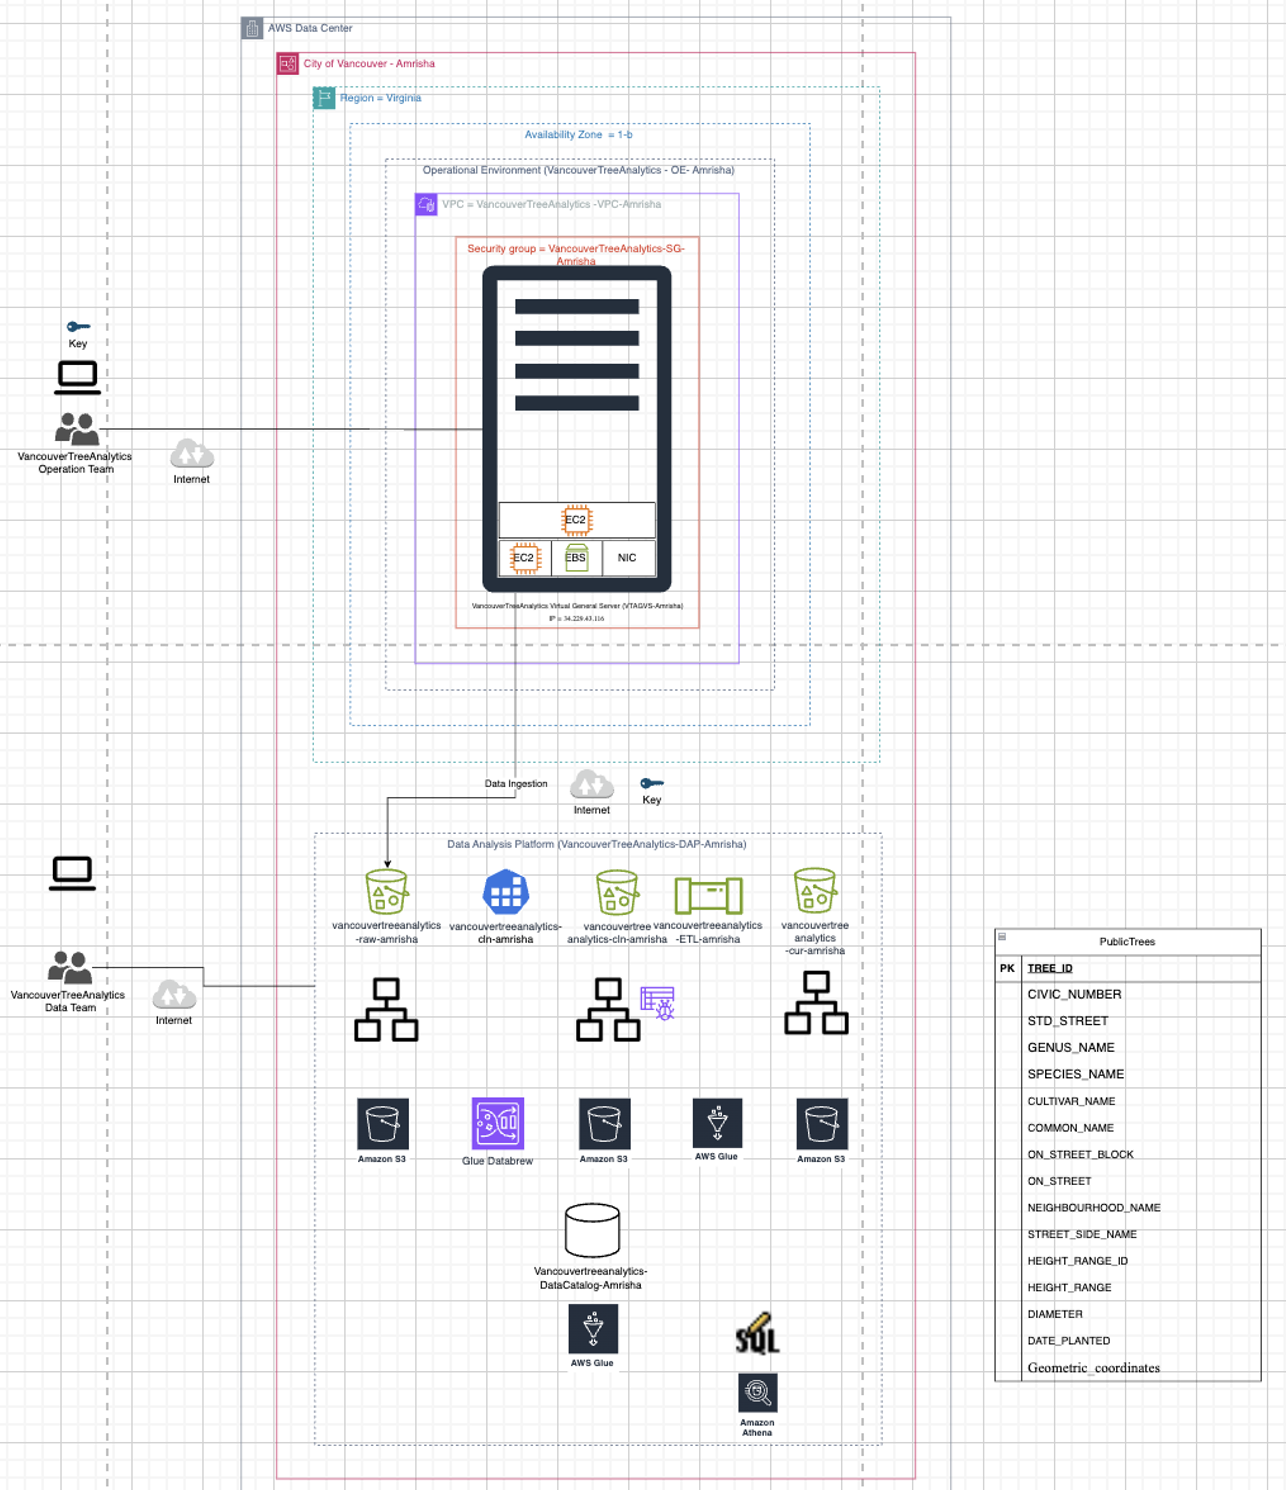 AWS Data Center
City of Vancouver - Amrisha
Region = Virginia
Availability Zone = 1-b
Operational Environment (VancouverTreeAnalytics - OE- Amrisha)
VPC = VancouverTreeAnalytics -VPC-Amrisha
Security group = VancouverTreeAnalytics-SG-
Amrisha
Key
VancouverTreeAnalytics
Operation Team
Internet
EC2
EC2
EBS
NIC
VancouverTreeAnalytics Virtual General Server (VTAGVS-Amrisha)
IP = 34.229.43.116
Data Ingestion
Internet
Key
Data Analysis Platform (VancouverTreeAnalytics-DAP-Amrisha)
vancouvertreeanalytics
-raw-amrisha
vancouvertreeanalytics-
cln-amrisha
vancouvertree
analytics-cln-amrisha
vancouvertreeanalytics
-ETL-amrisha
vancouvertree
analytics
-cur-amrisha
VancouverTreeAnalytics
Data Team
Internet
Amazon S3
Glue Databrew
Amazon S3
AWS Glue
Amazon S3
Vancouvertreeanalytics-
DataCatalog-Amrisha
AWS Glue
SQL
Amazon
Athena
PublicTrees
PK
TREE_ID
CIVIC_NUMBER
STD_STREET
GENUS_NAME
SPECIES_NAME
CULTIVAR_NAME
COMMON_NAME
ON_STREET_BLOCK
ON_STREET
NEIGHBOURHOOD_NAME
STREET_SIDE_NAME
HEIGHT_RANGE_ID
HEIGHT_RANGE
DIAMETER
DATE_PLANTED
Geometric_coordinates